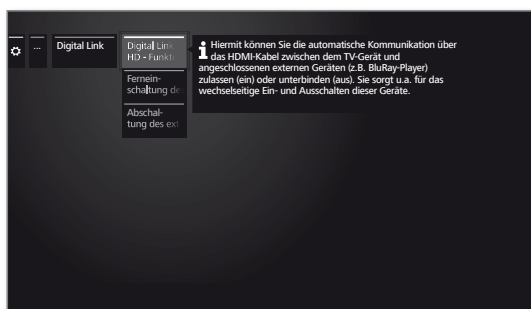 ...
Digital Link
Digital Link
HD - Funkti
Fernein-
schaltung de
Abschal-
tung des ext
Hiermit können Sie die automatische Kommunikation über
das HDMI-Kabel zwischen dem TV-Gerät und
angeschlossenen externen Geräten (z.B. BluRay-Player)
zulassen (ein) oder unterbinden (aus). Sie sorgt u.a. für das
wechselseitige Ein- und Ausschalten dieser Geräte.